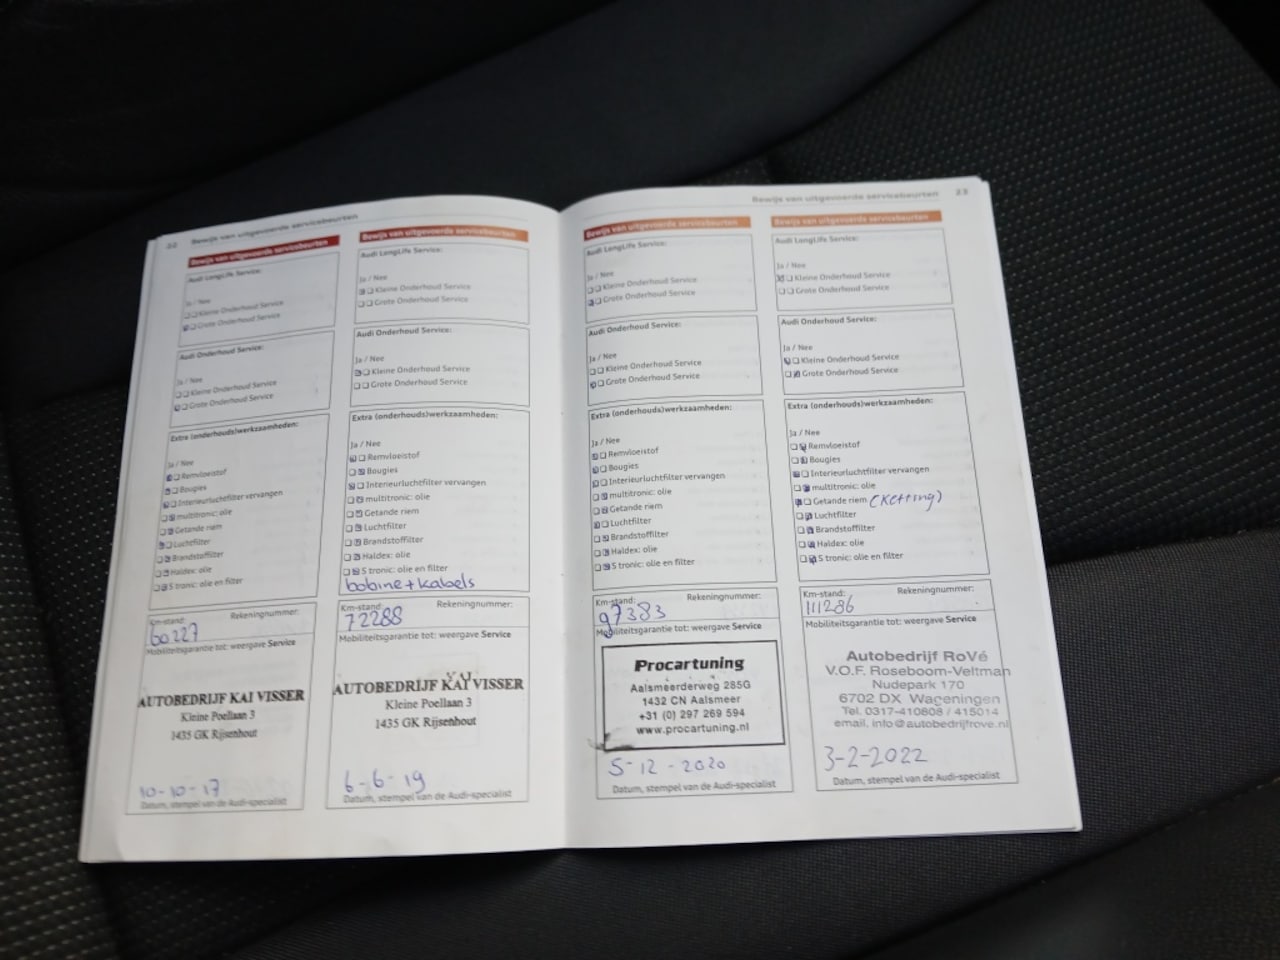 22 Bewijs van uitgevoerde servicebeurten
Bewijs van uitgevoerde servicebeurten
Audi LongLife Service:
Ja / Nee
Kleine Onderhoud Service
Grote Onderhoud Service
Audi Onderhoud Service:
Ja / Nee
Kleine Onderhoud Service
Grote Onderhoud Service
Extra (onderhouds)werkzaamheden:
Ja / Nee
Remvloeistof
Bougies
Interieurluchtfilter vervangen
multitronic: olie
Getande riem
Luchtfilter
Brandstoffilter
Haldex: olie
S tronic: olie en filter
Km-stand: Rekeningnummer:
60227
Mobiliteitsgarantie tot: weergave Service
AUTOBEDRIJF KAI VISSER
Kleine Poellaan 3
1435 GK Rijsenhout
10-10-17
Datum, stempel van de Audi-specialist
Bewijs van uitgevoerde servicebeurten
Audi LongLife Service:
Ja / Nee
Kleine Onderhoud Service
Grote Onderhoud Service
Audi Onderhoud Service:
Ja / Nee
Kleine Onderhoud Service
Grote Onderhoud Service
Extra (onderhouds)werkzaamheden:
Ja / Nee
Remvloeistof
Bougies
Interieurluchtfilter vervangen
multitronic: olie
Getande riem
Luchtfilter
Brandstoffilter
Haldex: olie
S tronic: olie en filter
bobine + kabels
Km-stand: Rekeningnummer:
72288
Mobiliteitsgarantie tot: weergave Service
AUTOBEDRIJF KAI VISSER
Kleine Poellaan 3
1435 GK Rijsenhout
6-6-19
Datum, stempel van de Audi-specialist
Bewijs van uitgevoerde servicebeurten 23
Bewijs van uitgevoerde servicebeurten
Audi LongLife Service:
Ja / Nee
Kleine Onderhoud Service
Grote Onderhoud Service
Audi Onderhoud Service:
Ja / Nee
Kleine Onderhoud Service
Grote Onderhoud Service
Extra (onderhouds)werkzaamheden:
Ja / Nee
Remvloeistof
Bougies
Interieurluchtfilter vervangen
multitronic: olie
Getande riem
Luchtfilter
Brandstoffilter
Haldex: olie
S tronic: olie en filter
Km-stand: Rekeningnummer:
97383
Mobiliteitsgarantie tot: weergave Service
Procartuning
Aalsmeerderweg 285G
1432 CN Aalsmeer
+31 (0) 297 269 594
www.procartuning.nl
5-12-2020
Datum, stempel van de Audi-specialist
Bewijs van uitgevoerde servicebeurten
Audi LongLife Service:
Ja / Nee
Kleine Onderhoud Service
Grote Onderhoud Service
Audi Onderhoud Service:
Ja / Nee
Kleine Onderhoud Service
Grote Onderhoud Service
Extra (onderhouds)werkzaamheden:
Ja / Nee
Remvloeistof
Bougies
Interieurluchtfilter vervangen
multitronic: olie
Getande riem (Ketting)
Luchtfilter
Brandstoffilter
Haldex: olie
S tronic: olie en filter
Km-stand: Rekeningnummer:
111286
Mobiliteitsgarantie tot: weergave Service
Autobedrijf RoVé
V.O.F. Roseboom-Veltman
Nudepark 170
6702 DX Wageningen
Tel. 0317-410808 / 415014
email. info@autobedrijfrove.nl
3-2-2022
Datum, stempel van de Audi-specialist